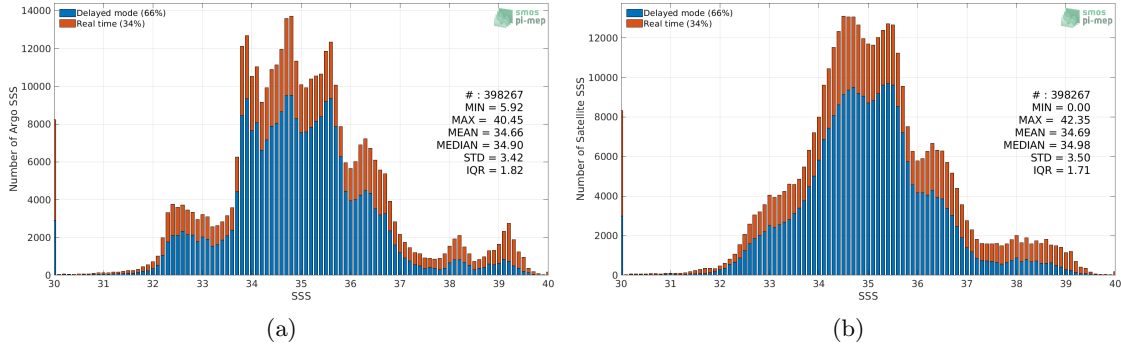 Delayed mode (66%)
Real time (34%)
smos
pi-mep
14000
12000
10000
8000
6000
4000
2000
0
Number of Argo SSS
# : 398267
MIN = 5.92
MAX = 40.45
MEAN = 34.66
MEDIAN = 34.90
STD = 3.42
IQR = 1.82
30 31 32 33 34 35 36 37 38 39 40
SSS
(a)
Delayed mode (66%)
Real time (34%)
smos
pi-mep
12000
10000
8000
6000
4000
2000
0
Number of Satellite SSS
# : 398267
MIN = 0.00
MAX = 42.35
MEAN = 34.69
MEDIAN = 34.98
STD = 3.50
IQR = 1.71
30 31 32 33 34 35 36 37 38 39 40
SSS
(b)